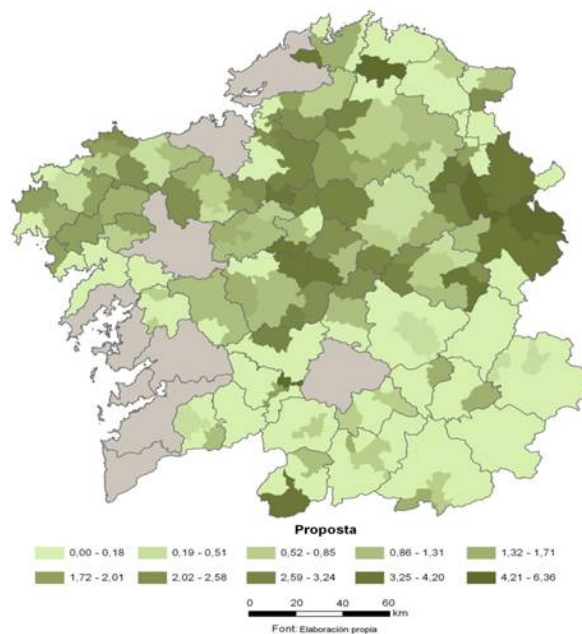 Proposta
0,00 - 0,18 0,19 - 0,51 0,52 - 0,85 0,86 - 1,31 1,32 - 1,71
1,72 - 2,01 2,02 - 2,58 2,59 - 3,24 3,25 - 4,20 4,21 - 6,36
0 20 40 60
km
Font: Elaboración propia